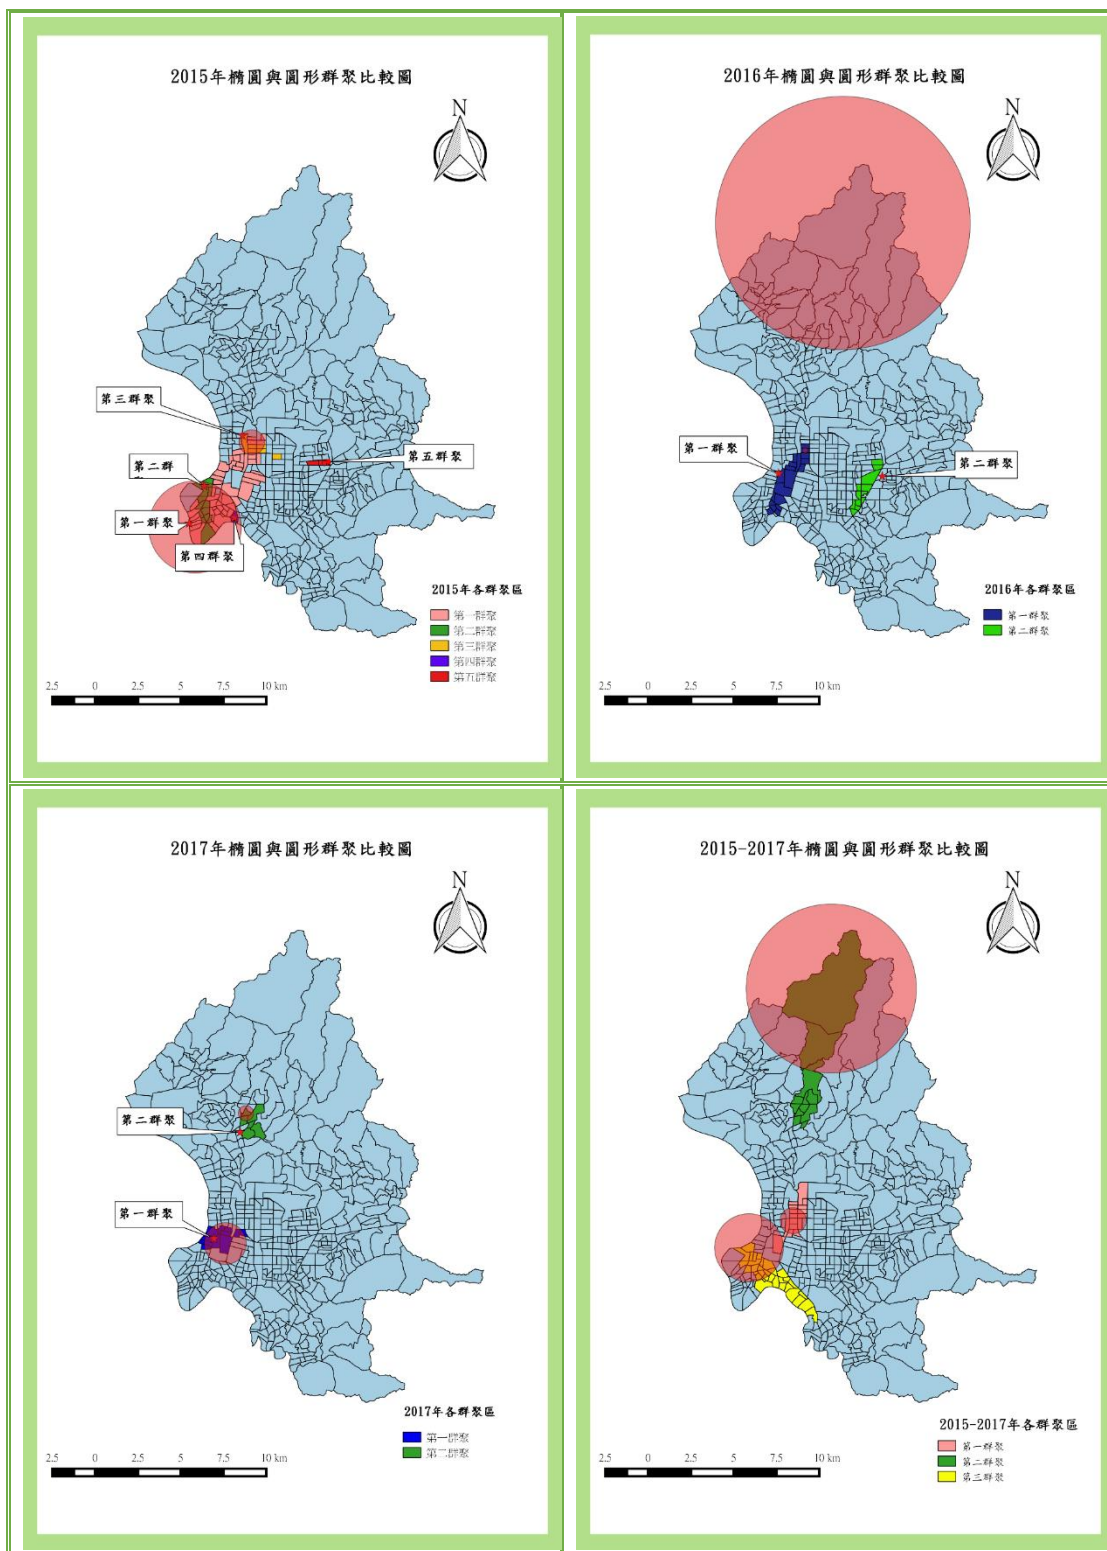 2015年橢圓與圓形群聚比較圖
N
第三群聚
第二群
第五群聚
第一群聚
第四群聚
2015年各群聚區
第一群聚
第二群聚
第三群聚
第四群聚
第五群聚
2.5 0 2.5 5 7.5 10 km
2016年橢圓與圓形群聚比較圖
N
第一群聚
第二群聚
2016年各群聚區
第一群聚
第二群聚
2.5 0 2.5 5 7.5 10 km
2017年橢圓與圓形群聚比較圖
N
第二群聚
第一群聚
2017年各群聚區
第一群聚
第二群聚
2.5 0 2.5 5 7.5 10 km
2015-2017年橢圓與圓形群聚比較圖
N
2015-2017年各群聚區
第一群聚
第二群聚
第三群聚
2.5 0 2.5 5 7.5 10 km